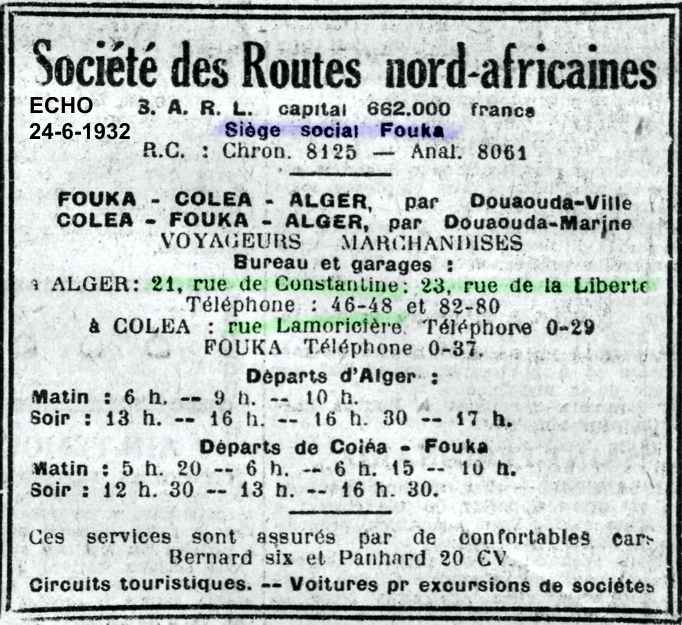 Société des Routes nord-africaines
ECHO
24-6-1932
S. A. R. L. capital 662.000 francs
Siège social Fouka
R.C. : Chron. 8125 — Anal. 8061
FOUKA - COLEA - ALGER, par Douaouda-Ville
COLEA - FOUKA - ALGER, par Douaouda-Marine
VOYAGEURS MARCHANDISES
Bureau et garages :
à ALGER: 21, rue de Constantine; 23, rue de la Liberte
Téléphone : 46-48 et 82-80
à COLEA : rue Lamoricière. Téléphone 0-29
FOUKA Téléphone 0-37.
Départs d'Alger :
Matin : 6 h. -- 9 h. -- 10 h.
Soir : 13 h. -- 16 h. -- 16 h. 30 -- 17 h.
Départs de Coléa - Fouka
Matin : 5 h. 20 -- 6 h. -- 6 h. 15 -- 10 h.
Soir : 12 h. 30 -- 13 h. -- 16 h. 30.
Ces services sont assurés par de confortables cars
Bernard six et Panhard 20 CV
Circuits touristiques. -- Voitures pr excursions de sociétés